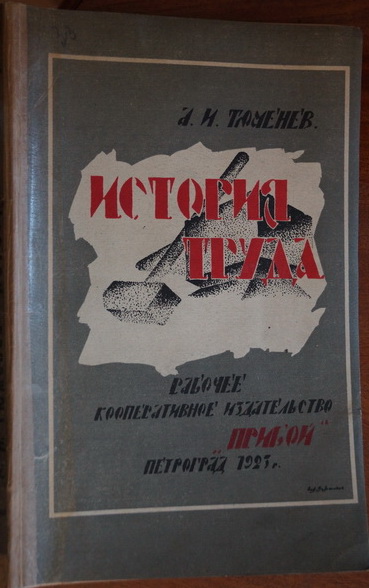 А. И. ТЮМЕНЕВ.
ИСТОРИЯ
ТРУДА
РАБОЧЕЕ
КООПЕРАТИВНОЕ ИЗДАТЕЛЬСТВО
„ПРИБОЙ"
ПЕТРОГРАД 1923 г.